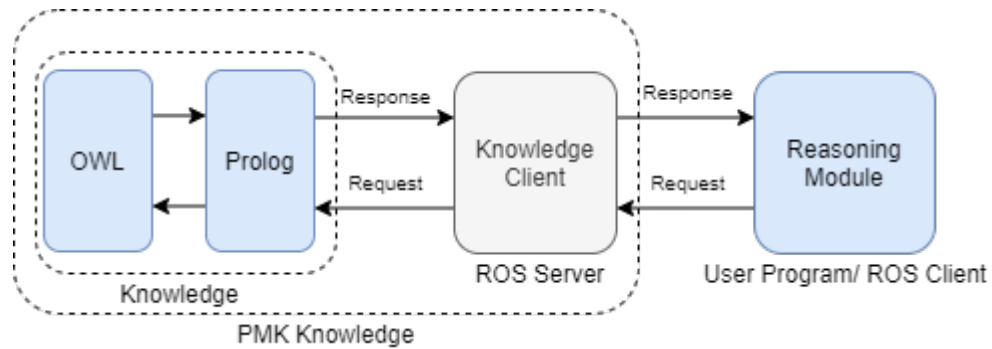 Response
Response
OWL
Prolog
Knowledge
Client
Reasoning
Module
Request
Request
ROS Server
User Program/ ROS Client
Knowledge
PMK Knowledge